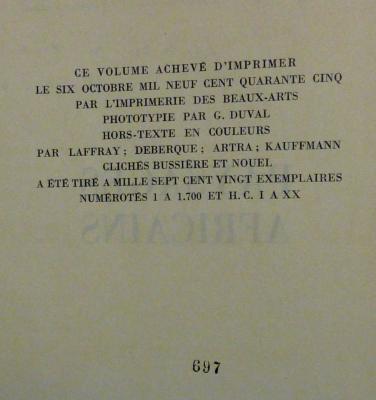 CE VOLUME ACHEVÉ D'IMPRIMER
LE SIX OCTOBRE MIL NEUF CENT QUARANTE CINQ
PAR L'IMPRIMERIE DES BEAUX-ARTS
PHOTOTYPIE PAR G. DUVAL
HORS-TEXTE EN COULEURS
PAR LAFFRAY; DEBERQUE; ARTRA; KAUFFMANN
CLICHÉS BUSSIÈRE ET NOUEL
A ÉTÉ TIRÉ A MILLE SEPT CENT VINGT EXEMPLAIRES
NUMÉROTÉS 1 A 1.700 ET H.C. I A XX
AFRICAINS
697